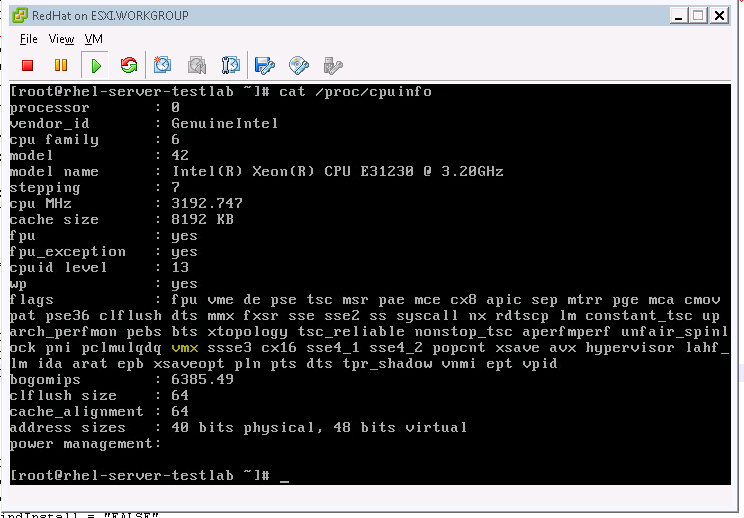 RedHat on ESXI.WORKGROUP
File View VM
[root@rhel-server-testlab ~]# cat /proc/cpuinfo
processor : 0
vendor_id : GenuineIntel
cpu family : 6
model : 42
model name : Intel(R) Xeon(R) CPU E31230 @ 3.20GHz
stepping : 7
cpu MHz : 3192.747
cache size : 8192 KB
fpu : yes
fpu_exception : yes
cpuid level : 13
wp : yes
flags : fpu vme de pse tsc msr pae mce cx8 apic sep mtrr pge mca cmov
pat pse36 clflush dts mmx fxsr sse sse2 ss syscall nx rdtscp lm constant_tsc up
arch_perfmon pebs bts xtopology tsc_reliable nonstop_tsc aperfmperf unfair_spinl
ock pni pclmulqdq vmx ssse3 cx16 sse4_1 sse4_2 popcnt xsave avx hypervisor lahf_
lm ida arat epb xsaveopt pln pts dts tpr_shadow vnmi ept vpid
bogomips : 6385.49
clflush size : 64
cache_alignment : 64
address sizes : 40 bits physical, 48 bits virtual
power management:
[root@rhel-server-testlab ~]# _
indInstall = "FALSE"